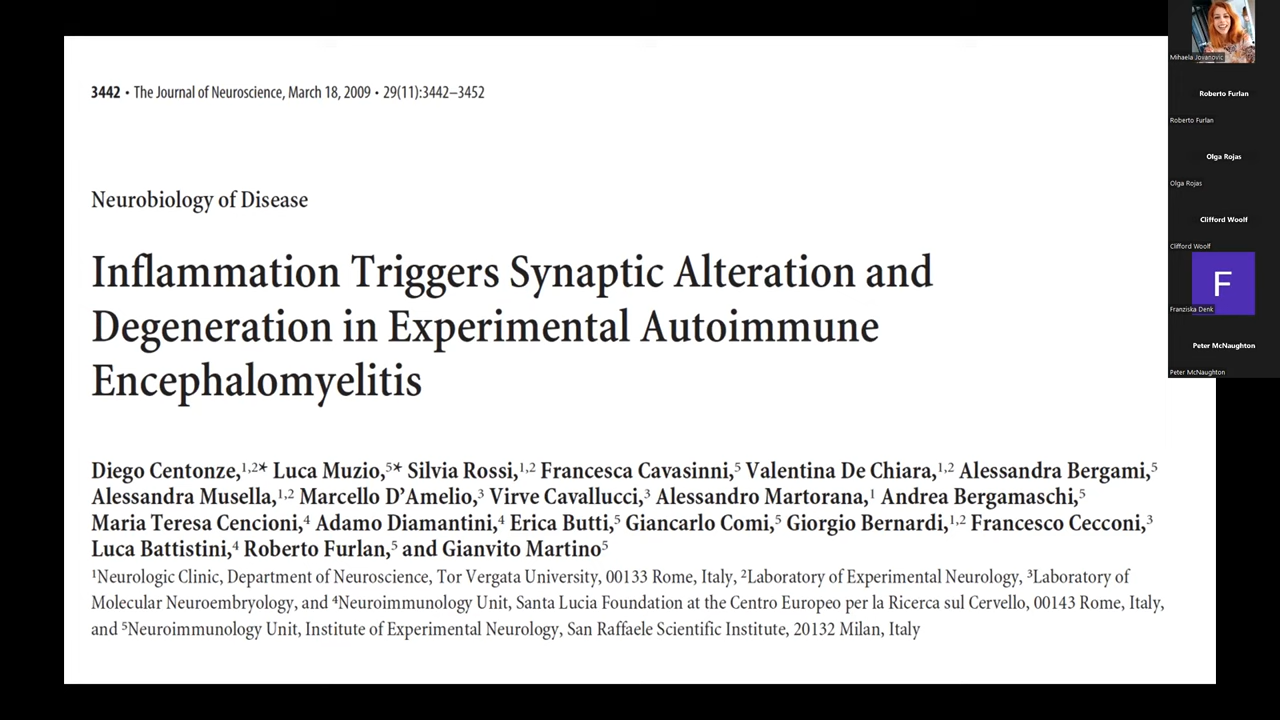 3442 • The Journal of Neuroscience, March 18, 2009 • 29(11):3442–3452
Neurobiology of Disease
Inflammation Triggers Synaptic Alteration and
Degeneration in Experimental Autoimmune
Encephalomyelitis
Diego Centonze,1,2* Luca Muzio,5* Silvia Rossi,1,2 Francesca Cavasinni,5 Valentina De Chiara,1,2 Alessandra Bergami,5
Alessandra Musella,1,2 Marcello D’Amelio,3 Virve Cavallucci,3 Alessandro Martorana,1 Andrea Bergamaschi,5
Maria Teresa Cencioni,4 Adamo Diamantini,4 Erica Butti,5 Giancarlo Comi,5 Giorgio Bernardi,1,2 Francesco Cecconi,3
Luca Battistini,4 Roberto Furlan,5 and Gianvito Martino5
1Neurologic Clinic, Department of Neuroscience, Tor Vergata University, 00133 Rome, Italy, 2Laboratory of Experimental Neurology, 3Laboratory of
Molecular Neuroembryology, and 4Neuroimmunology Unit, Santa Lucia Foundation at the Centro Europeo per la Ricerca sul Cervello, 00143 Rome, Italy,
and 5Neuroimmunology Unit, Institute of Experimental Neurology, San Raffaele Scientific Institute, 20132 Milan, Italy
Mihaela Jovanovic
Roberto Furlan
Roberto Furlan
Olga Rojas
Olga Rojas
Clifford Woolf
Clifford Woolf
F
Franziska Denk
Peter McNaughton
Peter McNaughton